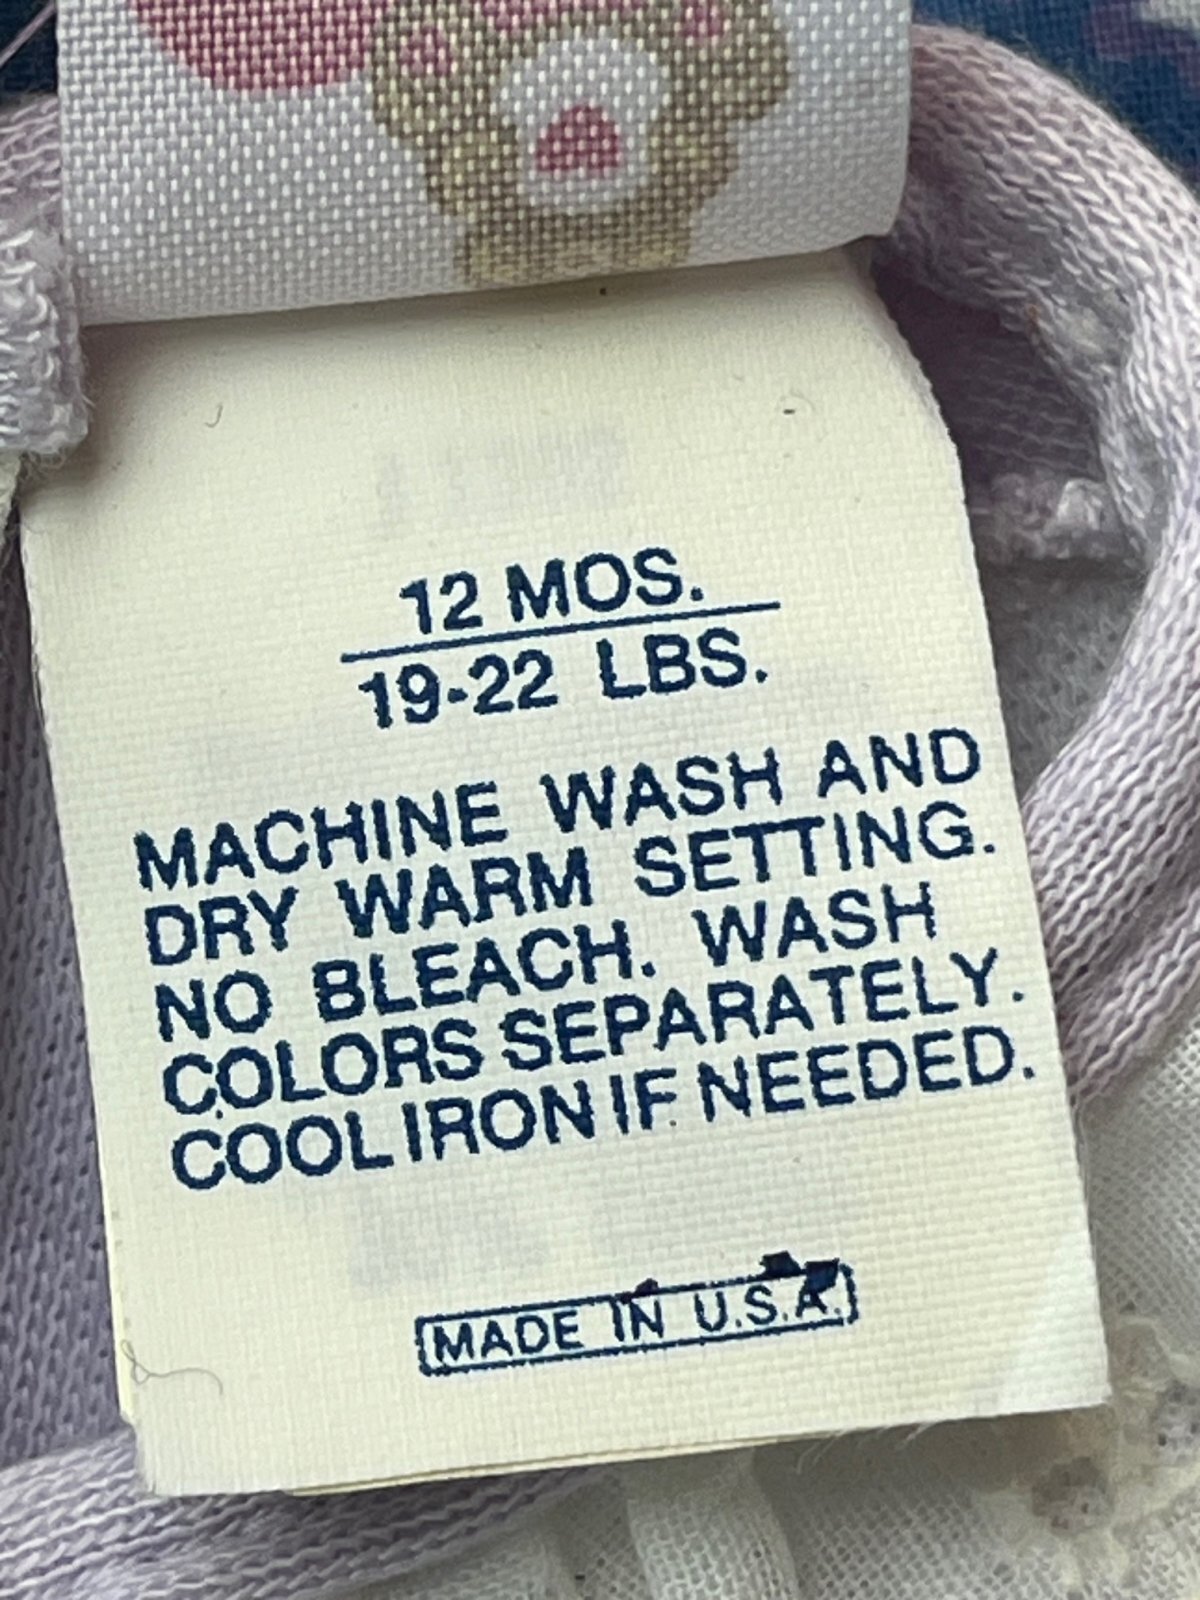 12 MOS.
19-22 LBS.
MACHINE WASH AND
DRY WARM SETTING.
NO BLEACH. WASH
COLORS SEPARATELY.
COOL IRON IF NEEDED.
MADE IN U.S.A.